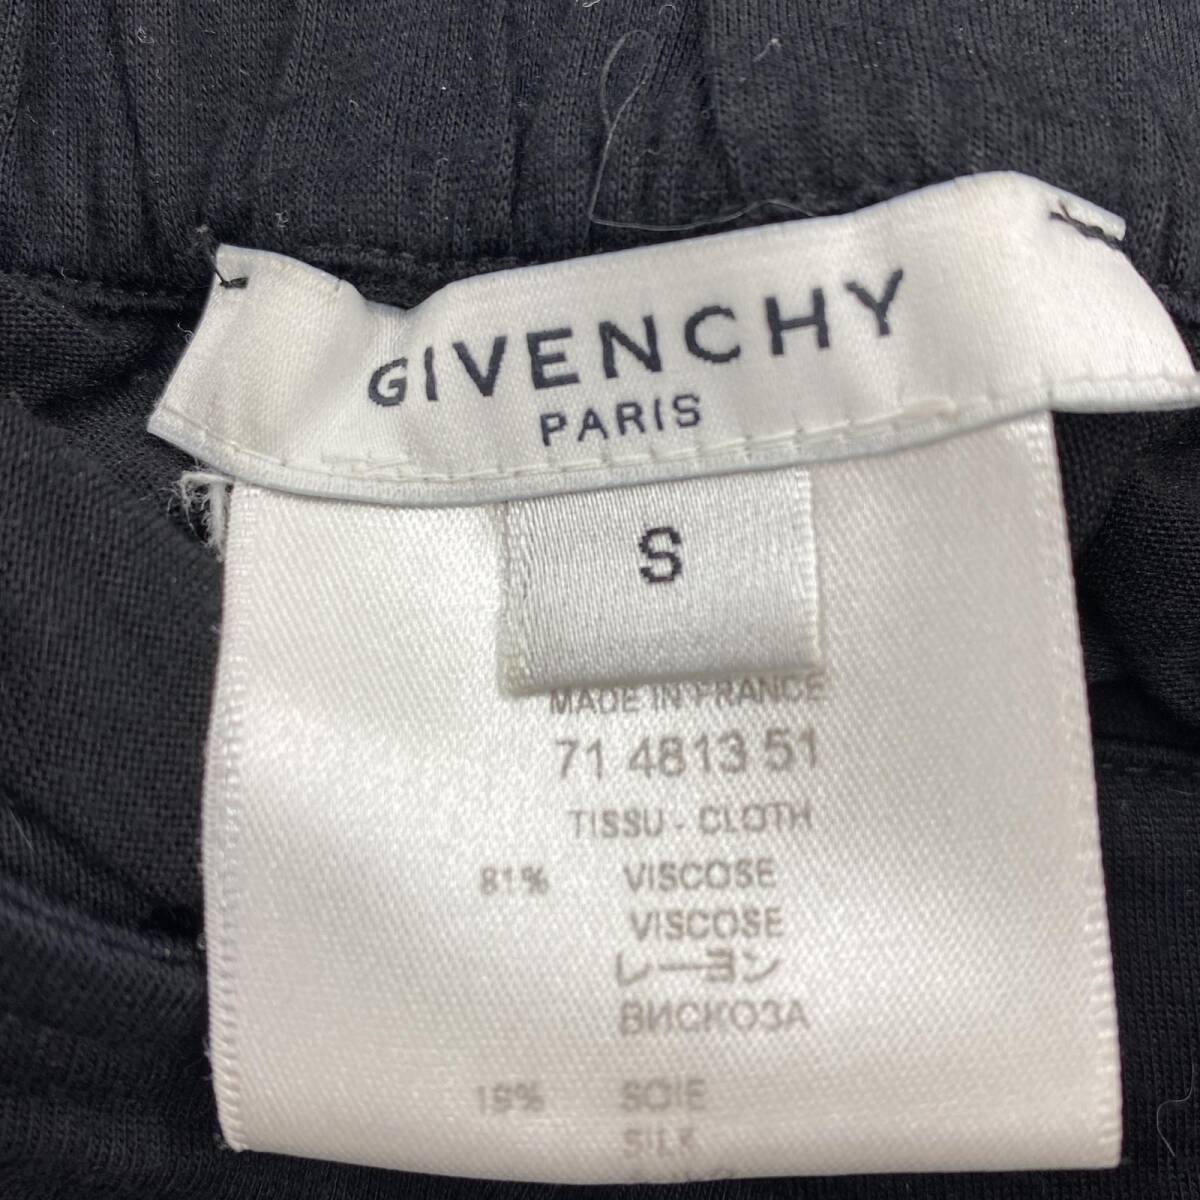 GIVENCHY
PARIS
S
MADE IN FRANCE
71 4813 51
TISSU - CLOTH
81% VISCOSE
VISCOSE
レーヨン
ВИСКОЗА
19% SOIE
SILK